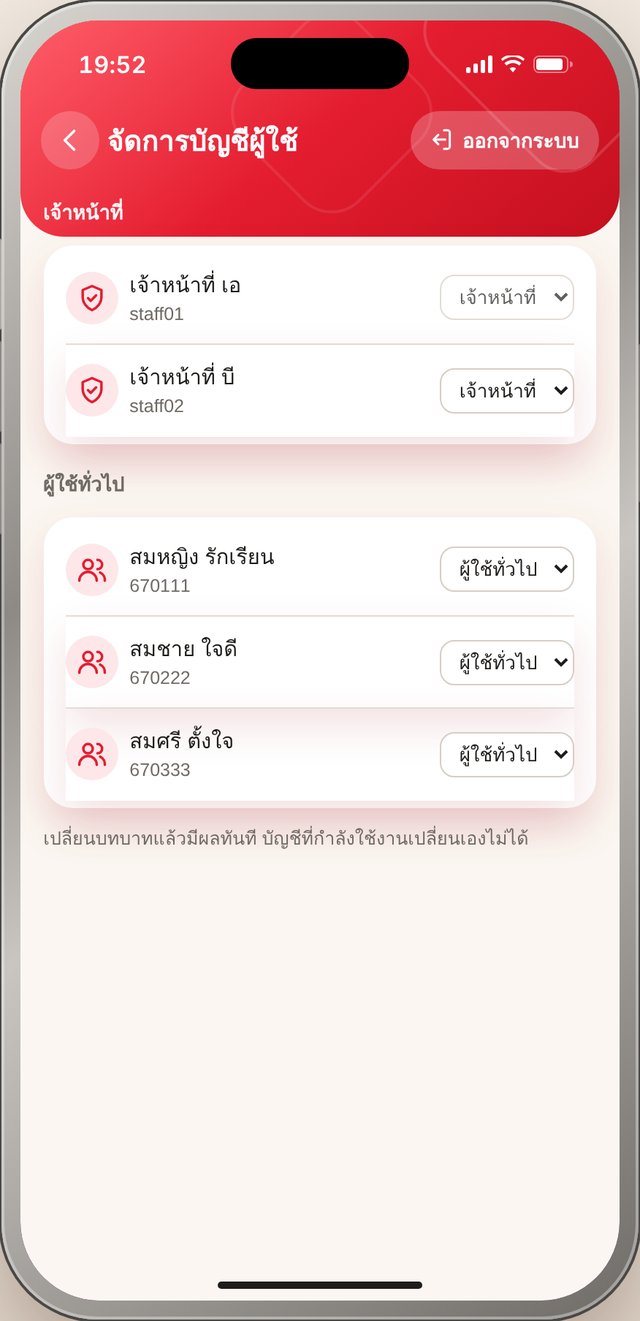 19:52
จัดการบัญชีผู้ใช้
ออกจากระบบ
เจ้าหน้าที่
เจ้าหน้าที่ เอ
staff01
เจ้าหน้าที่
เจ้าหน้าที่ บี
staff02
เจ้าหน้าที่
ผู้ใช้ทั่วไป
สมหญิง รักเรียน
670111
ผู้ใช้ทั่วไป
สมชาย ใจดี
670222
ผู้ใช้ทั่วไป
สมศรี ตั้งใจ
670333
ผู้ใช้ทั่วไป
เปลี่ยนบทบาทแล้วมีผลทันที บัญชีที่กำลังใช้งานเปลี่ยนเองไม่ได้